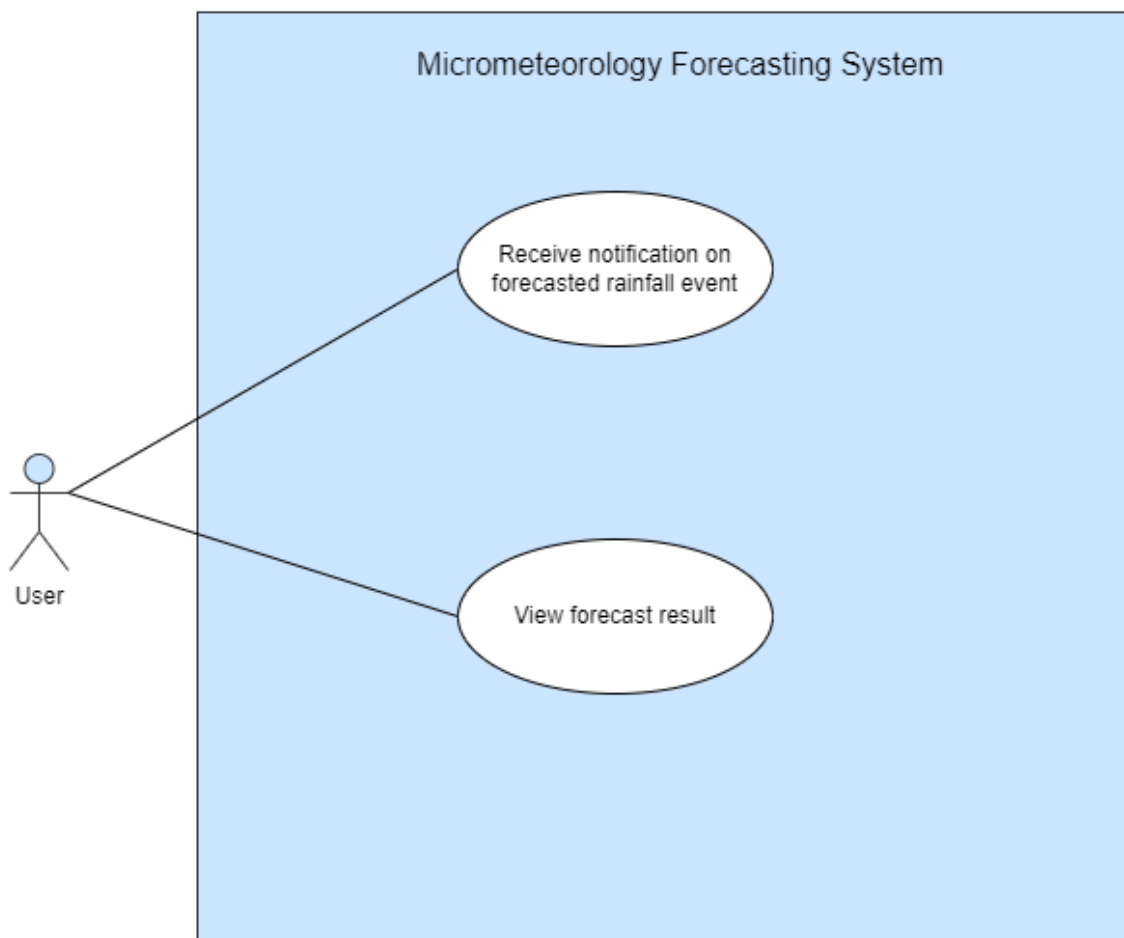 Micrometeorology Forecasting System
Receive notification on
forecasted rainfall event
User
View forecast result